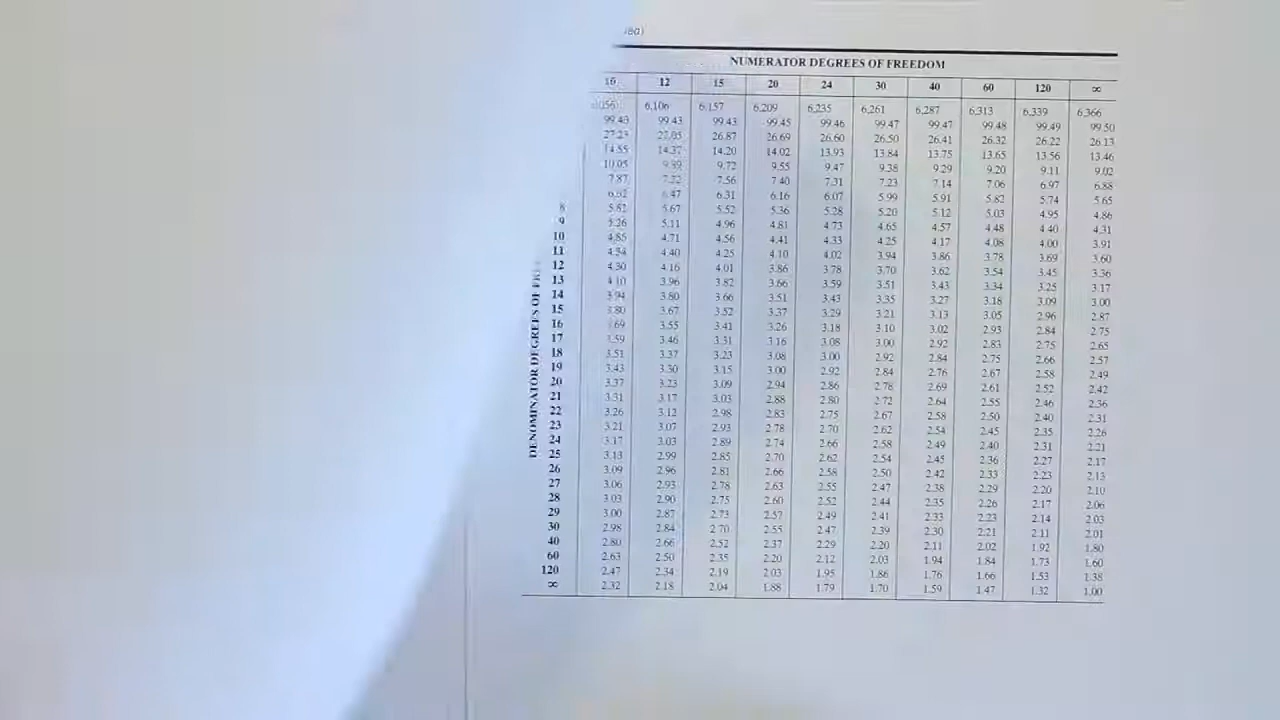 NUMERATOR DEGREES OF FREEDOM
10 12 15 20 24 30 40 60 120 ∞
6,106 6,157 6,209 6,235 6,261 6,287 6,313 6,339 6,366
99.40 99.43 99.43 99.45 99.46 99.47 99.47 99.48 99.49 99.50
27.23 27.05 26.87 26.69 26.60 26.50 26.41 26.32 26.22 26.13
14.55 14.37 14.20 14.02 13.93 13.84 13.75 13.65 13.56 13.46
10.05 9.89 9.72 9.55 9.47 9.38 9.29 9.20 9.11 9.02
7.87 7.72 7.56 7.40 7.31 7.23 7.14 7.06 6.97 6.88
6.62 6.47 6.31 6.16 6.07 5.99 5.91 5.82 5.74 5.65
8 5.81 5.67 5.52 5.36 5.28 5.20 5.12 5.03 4.95 4.86
9 5.26 5.11 4.96 4.81 4.73 4.65 4.57 4.48 4.40 4.31
10 4.85 4.71 4.56 4.41 4.33 4.25 4.17 4.08 4.00 3.91
11 4.54 4.40 4.25 4.10 4.02 3.94 3.86 3.78 3.69 3.60
12 4.30 4.16 4.01 3.86 3.78 3.70 3.62 3.54 3.45 3.36
13 4.10 3.96 3.82 3.66 3.59 3.51 3.43 3.34 3.25 3.17
14 3.94 3.80 3.66 3.51 3.43 3.35 3.27 3.18 3.09 3.00
15 3.80 3.67 3.52 3.37 3.29 3.21 3.13 3.05 2.96 2.87
16 3.69 3.55 3.41 3.26 3.18 3.10 3.02 2.93 2.84 2.75
17 3.59 3.46 3.31 3.16 3.08 3.00 2.92 2.83 2.75 2.65
18 3.51 3.37 3.23 3.08 3.00 2.92 2.84 2.75 2.66 2.57
19 3.43 3.30 3.15 3.00 2.92 2.84 2.76 2.67 2.58 2.49
20 3.37 3.23 3.09 2.94 2.86 2.78 2.69 2.61 2.52 2.42
21 3.31 3.17 3.03 2.88 2.80 2.72 2.64 2.55 2.46 2.36
22 3.26 3.12 2.98 2.83 2.75 2.67 2.58 2.50 2.40 2.31
23 3.21 3.07 2.93 2.78 2.70 2.62 2.54 2.45 2.35 2.26
24 3.17 3.03 2.89 2.74 2.66 2.58 2.49 2.40 2.31 2.21
25 3.13 2.99 2.85 2.70 2.62 2.54 2.45 2.36 2.27 2.17
26 3.09 2.96 2.81 2.66 2.58 2.50 2.42 2.33 2.23 2.13
27 3.06 2.93 2.78 2.63 2.55 2.47 2.38 2.29 2.20 2.10
28 3.03 2.90 2.75 2.60 2.52 2.44 2.35 2.26 2.17 2.06
29 3.00 2.87 2.73 2.57 2.49 2.41 2.33 2.23 2.14 2.03
30 2.98 2.84 2.70 2.55 2.47 2.39 2.30 2.21 2.11 2.01
40 2.80 2.66 2.52 2.37 2.29 2.20 2.11 2.02 1.92 1.80
60 2.63 2.50 2.35 2.20 2.12 2.03 1.94 1.84 1.73 1.60
120 2.47 2.34 2.19 2.03 1.95 1.86 1.76 1.66 1.53 1.38
∞ 2.32 2.18 2.04 1.88 1.79 1.70 1.59 1.47 1.32 1.00
DENOMINATOR DEGREES OF